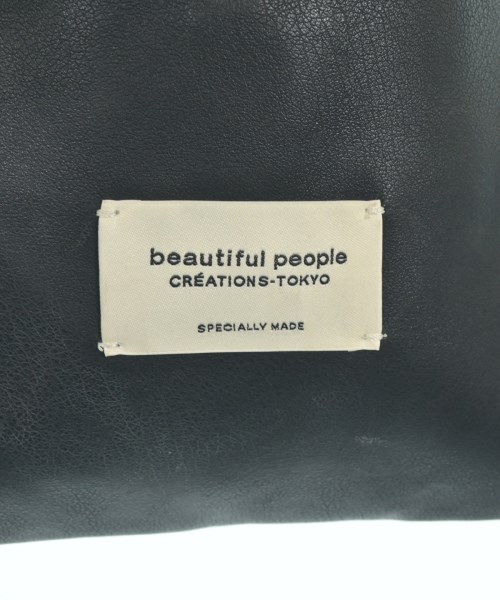 beautiful people
CRÉATIONS-TOKYO
SPECIALLY MADE